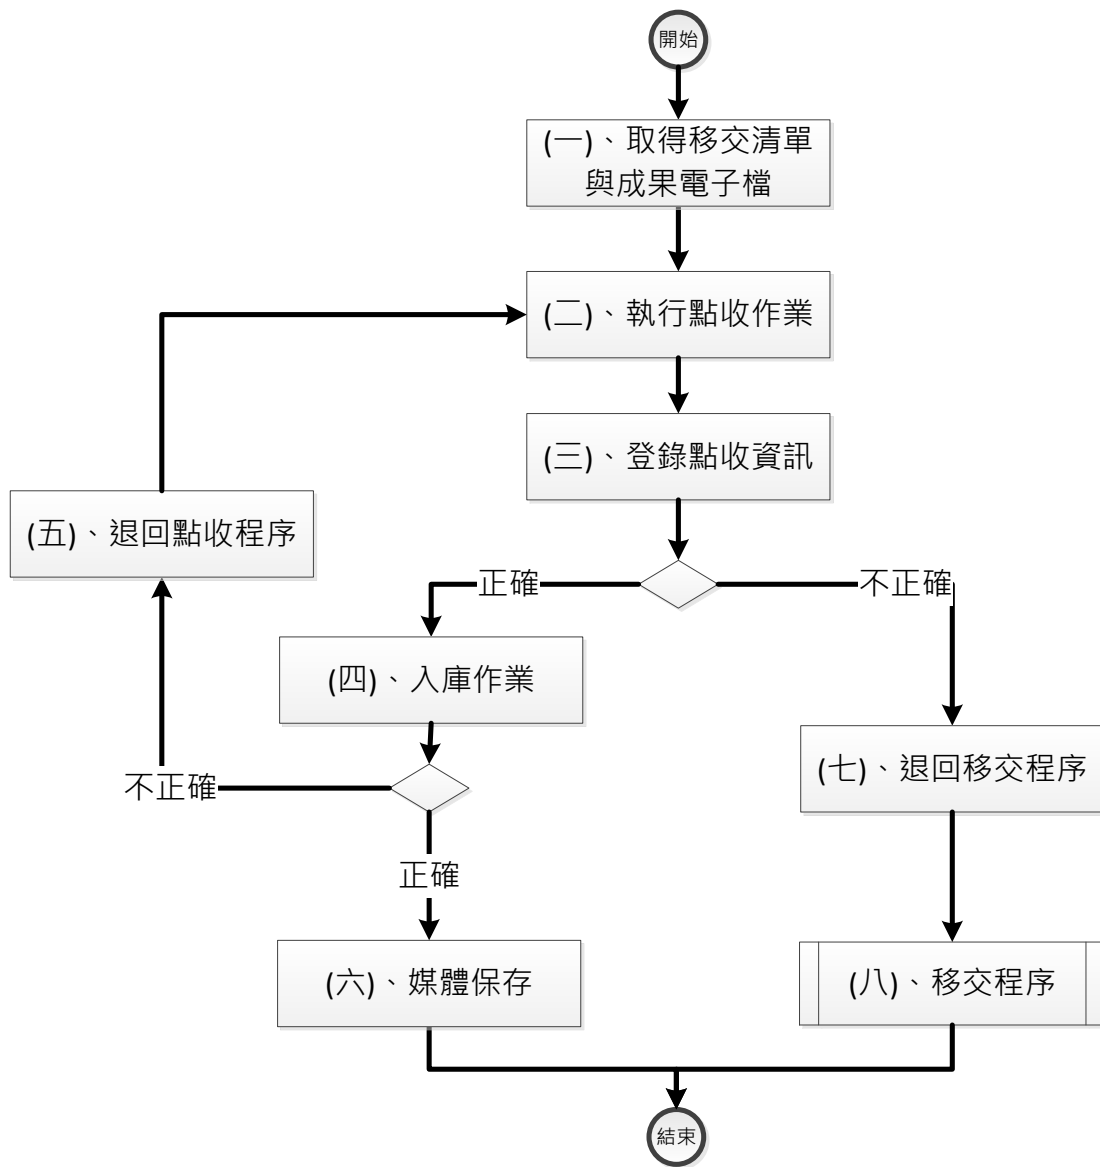 開始
(一)、取得移交清單
與成果電子檔
(二)、執行點收作業
(三)、登錄點收資訊
(五)、退回點收程序
正確
不正確
(四)、入庫作業
(七)、退回移交程序
不正確
正確
(六)、媒體保存
(八)、移交程序
結束